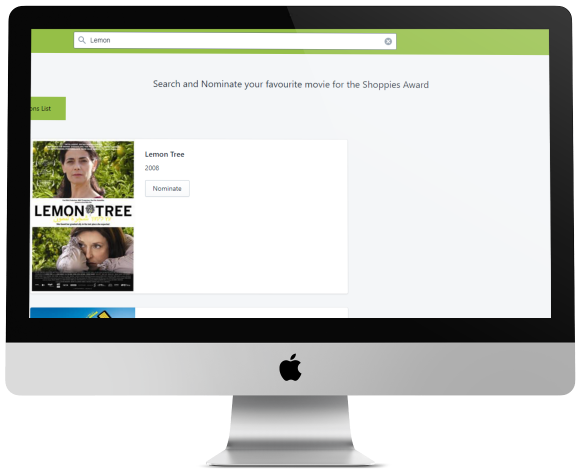 Lemon
Search and Nominate your favourite movie for the Shoppies Award
ons List
Lemon Tree
2008
Nominate
LEMON TREE